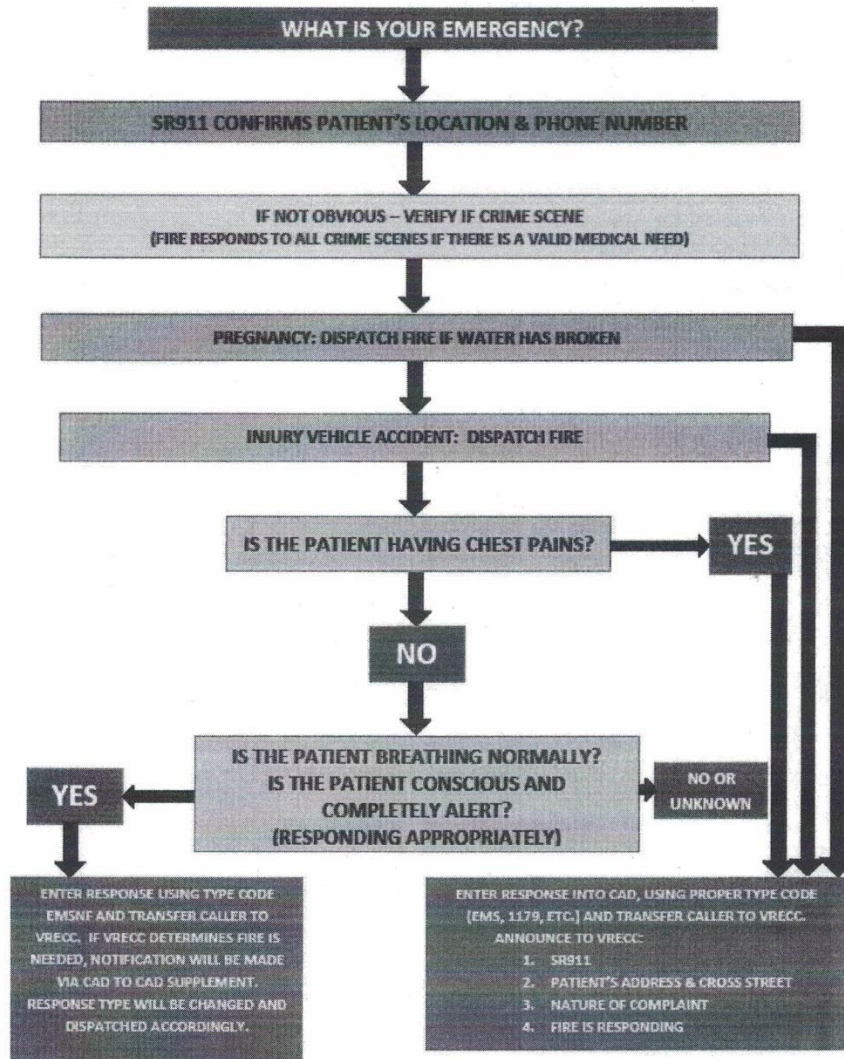 WHAT IS YOUR EMERGENCY?
SR911 CONFIRMS PATIENT'S LOCATION & PHONE NUMBER
IF NOT OBVIOUS – VERIFY IF CRIME SCENE
(FIRE RESPONDS TO ALL CRIME SCENES IF THERE IS A VALID MEDICAL NEED)
PREGNANCY: DISPATCH FIRE IF WATER HAS BROKEN
INJURY VEHICLE ACCIDENT: DISPATCH FIRE
IS THE PATIENT HAVING CHEST PAINS?
YES
NO
IS THE PATIENT BREATHING NORMALLY?
IS THE PATIENT CONSCIOUS AND
COMPLETELY ALERT?
(RESPONDING APPROPRIATELY)
YES
NO OR
UNKNOWN
ENTER RESPONSE USING TYPE CODE
EMSNF AND TRANSFER CALLER TO
VRECC. IF VRECC DETERMINES FIRE IS
NEEDED, NOTIFICATION WILL BE MADE
VIA CAD TO CAD SUPPLEMENT.
RESPONSE TYPE WILL BE CHANGED AND
DISPATCHED ACCORDINGLY.
ENTER RESPONSE INTO CAD, USING PROPER TYPE CODE
(EMS, 1179, ETC.) AND TRANSFER CALLER TO VRECC.
ANNOUNCE TO VRECC:
1. SR911
2. PATIENT'S ADDRESS & CROSS STREET
3. NATURE OF COMPLAINT
4. FIRE IS RESPONDING